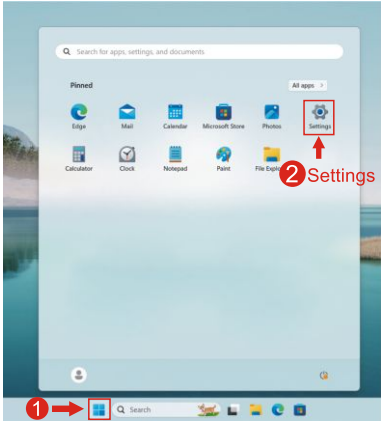 Search for apps, settings, and documents
Pinned
All apps >
Edge
Mail
Calendar
Microsoft Store
Photos
Settings
Calculator
Clock
Notepad
Paint
File Explo
2 Settings
1
Search